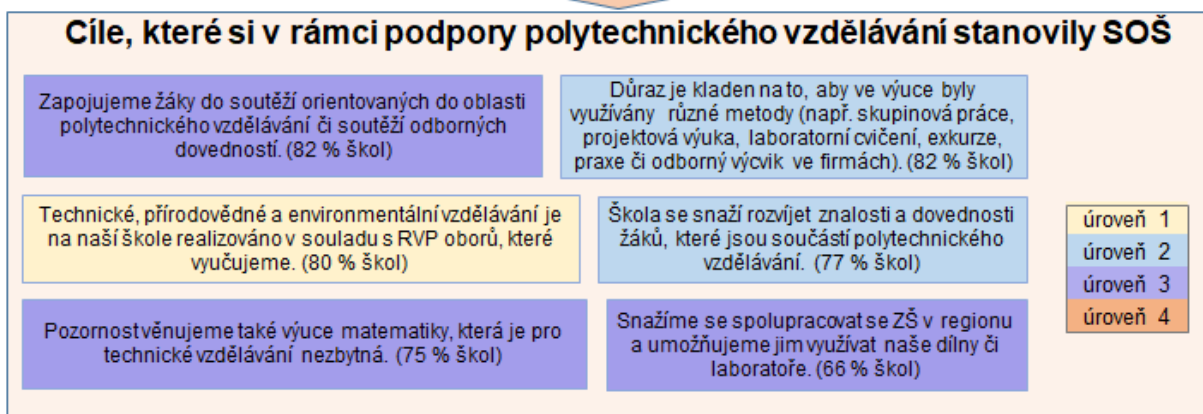 Cíle, které si v rámci podpory polytechnického vzdělávání stanovily SOŠ
Zapojujeme žáky do soutěží orientovaných do oblasti
polytechnického vzdělávání či soutěží odborných
dovedností. (82 % škol)
Důraz je kladen na to, aby ve výuce byly
využívány různé metody (např. skupinová práce,
projektová výuka, laboratorní cvičení, exkurze,
praxe či odborný výcvik ve firmách). (82 % škol)
Technické, přírodovědné a environmentální vzdělávání je
na naší škole realizováno v souladu s RVP oborů, které
vyučujeme. (80 % škol)
Škola se snaží rozvíjet znalosti a dovednosti
žáků, které jsou součástí polytechnického
vzdělávání. (77 % škol)
Pozornost věnujeme také výuce matematiky, která je pro
technické vzdělávání nezbytná. (75 % škol)
Snažíme se spolupracovat se ZŠ v regionu
a umožňujeme jim využívat naše dílny či
laboratoře. (66 % škol)
úroveň 1
úroveň 2
úroveň 3
úroveň 4